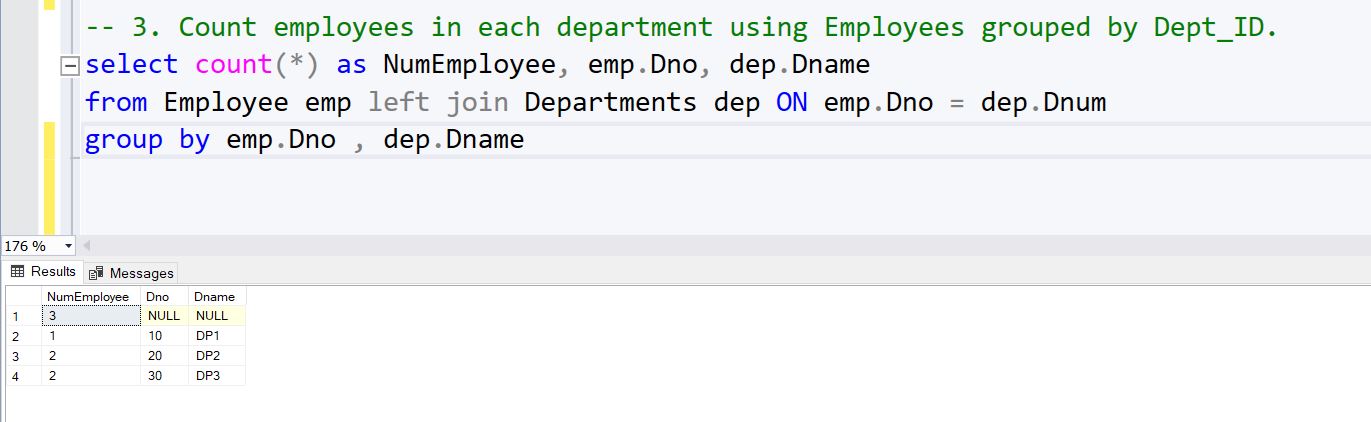 -- 3. Count employees in each department using Employees grouped by Dept_ID.
select count(*) as NumEmployee, emp.Dno, dep.Dname
from Employee emp left join Departments dep ON emp.Dno = dep.Dnum
group by emp.Dno , dep.Dname
176 %
Results Messages
NumEmployee Dno Dname
1 3 NULL NULL
2 1 10 DP1
3 2 20 DP2
4 2 30 DP3